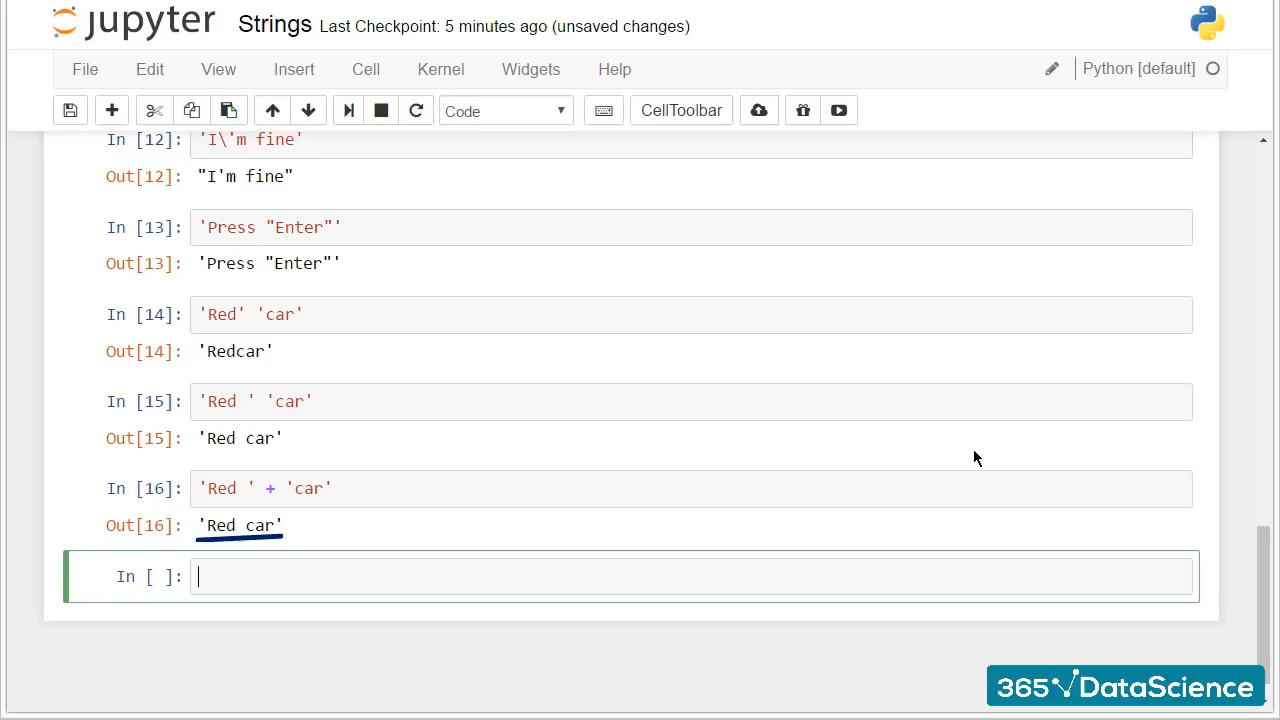 jupyter Strings Last Checkpoint: 5 minutes ago (unsaved changes)
File Edit View Insert Cell Kernel Widgets Help Python [default]
Code CellToolbar
In [12]: 'I\'m fine'
Out[12]: "I'm fine"
In [13]: 'Press "Enter"'
Out[13]: 'Press "Enter"'
In [14]: 'Red' 'car'
Out[14]: 'Redcar'
In [15]: 'Red ' 'car'
Out[15]: 'Red car'
In [16]: 'Red ' + 'car'
Out[16]: 'Red car'
In [ ]:
365 DataScience